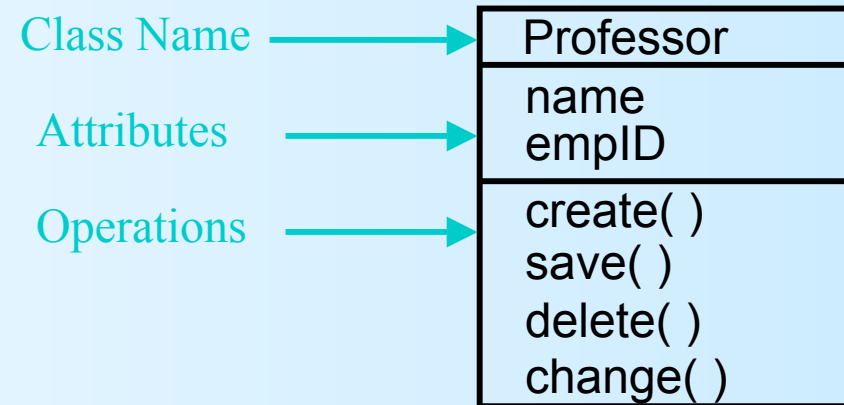 Class Name
Professor
Attributes
name
empID
Operations
create( )
save( )
delete( )
change( )